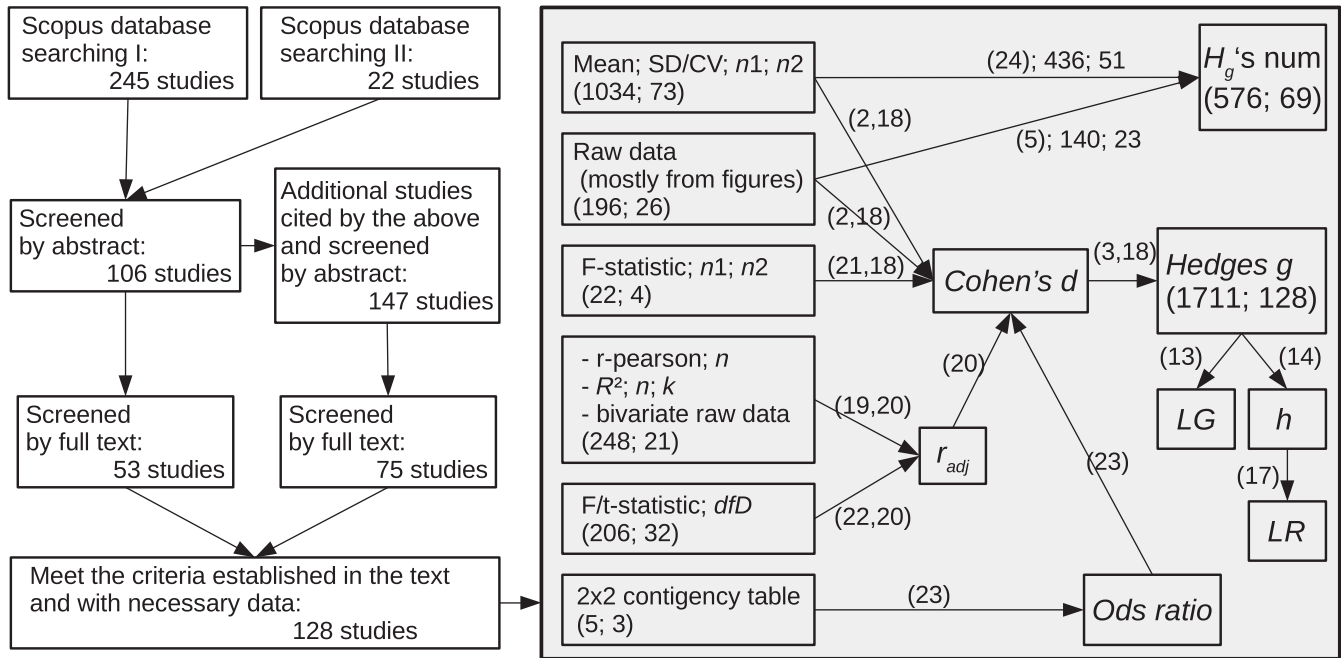 Scopus database
searching I:
245 studies
Scopus database
searching II:
22 studies
Screened
by abstract:
106 studies
Additional studies
cited by the above
and screened
by abstract:
147 studies
Screened
by full text:
53 studies
Screened
by full text:
75 studies
Meet the criteria established in the text
and with necessary data:
128 studies
Mean; SD/CV; n1; n2
(1034; 73)
Raw data
(mostly from figures)
(196; 26)
F-statistic; n1; n2
(22; 4)
- r-pearson; n
- R²; n; k
- bivariate raw data
(248; 21)
F/t-statistic; dfD
(206; 32)
2x2 contigency table
(5; 3)
(24); 436; 51
(5); 140; 23
(2,18)
(2,18)
(21,18)
(19,20)
(22,20)
(23)
r adj
(20)
(23)
Ods ratio
Cohen's d
(3,18)
Hg‘s num
(576; 69)
Hedges g
(1711; 128)
(13)
(14)
LG
h
(17)
LR